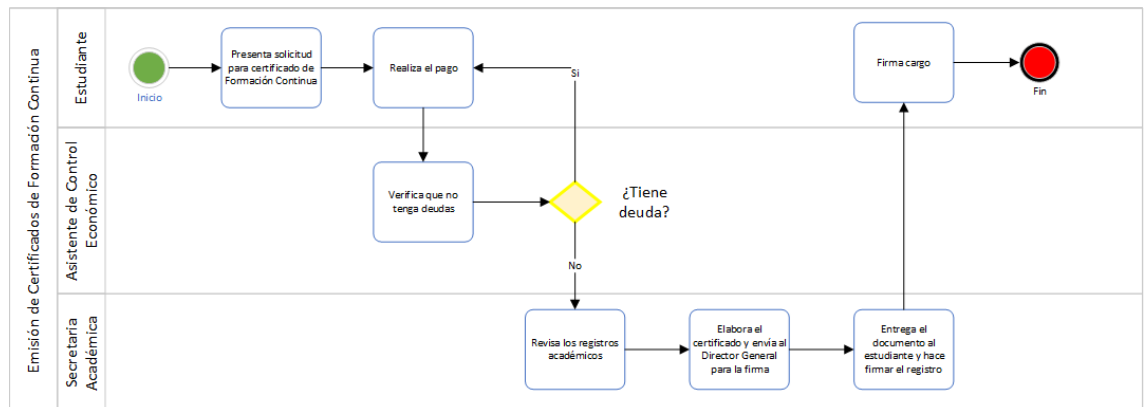 Emisión de Certificados de Formación Continua
Estudiante
Inicio
Presenta solicitud
para certificado de
Formación Continua
Realiza el pago
Si
Firma cargo
Fin
Asistente de Control
Económico
Verifica que no
tenga deudas
¿Tiene
deuda?
No
Secretaria
Académica
Revisa los registros
académicos
Elabora el
certificado y envía al
Director General
para la firma
Entrega el
documento al
estudiante y hace
firmar el registro